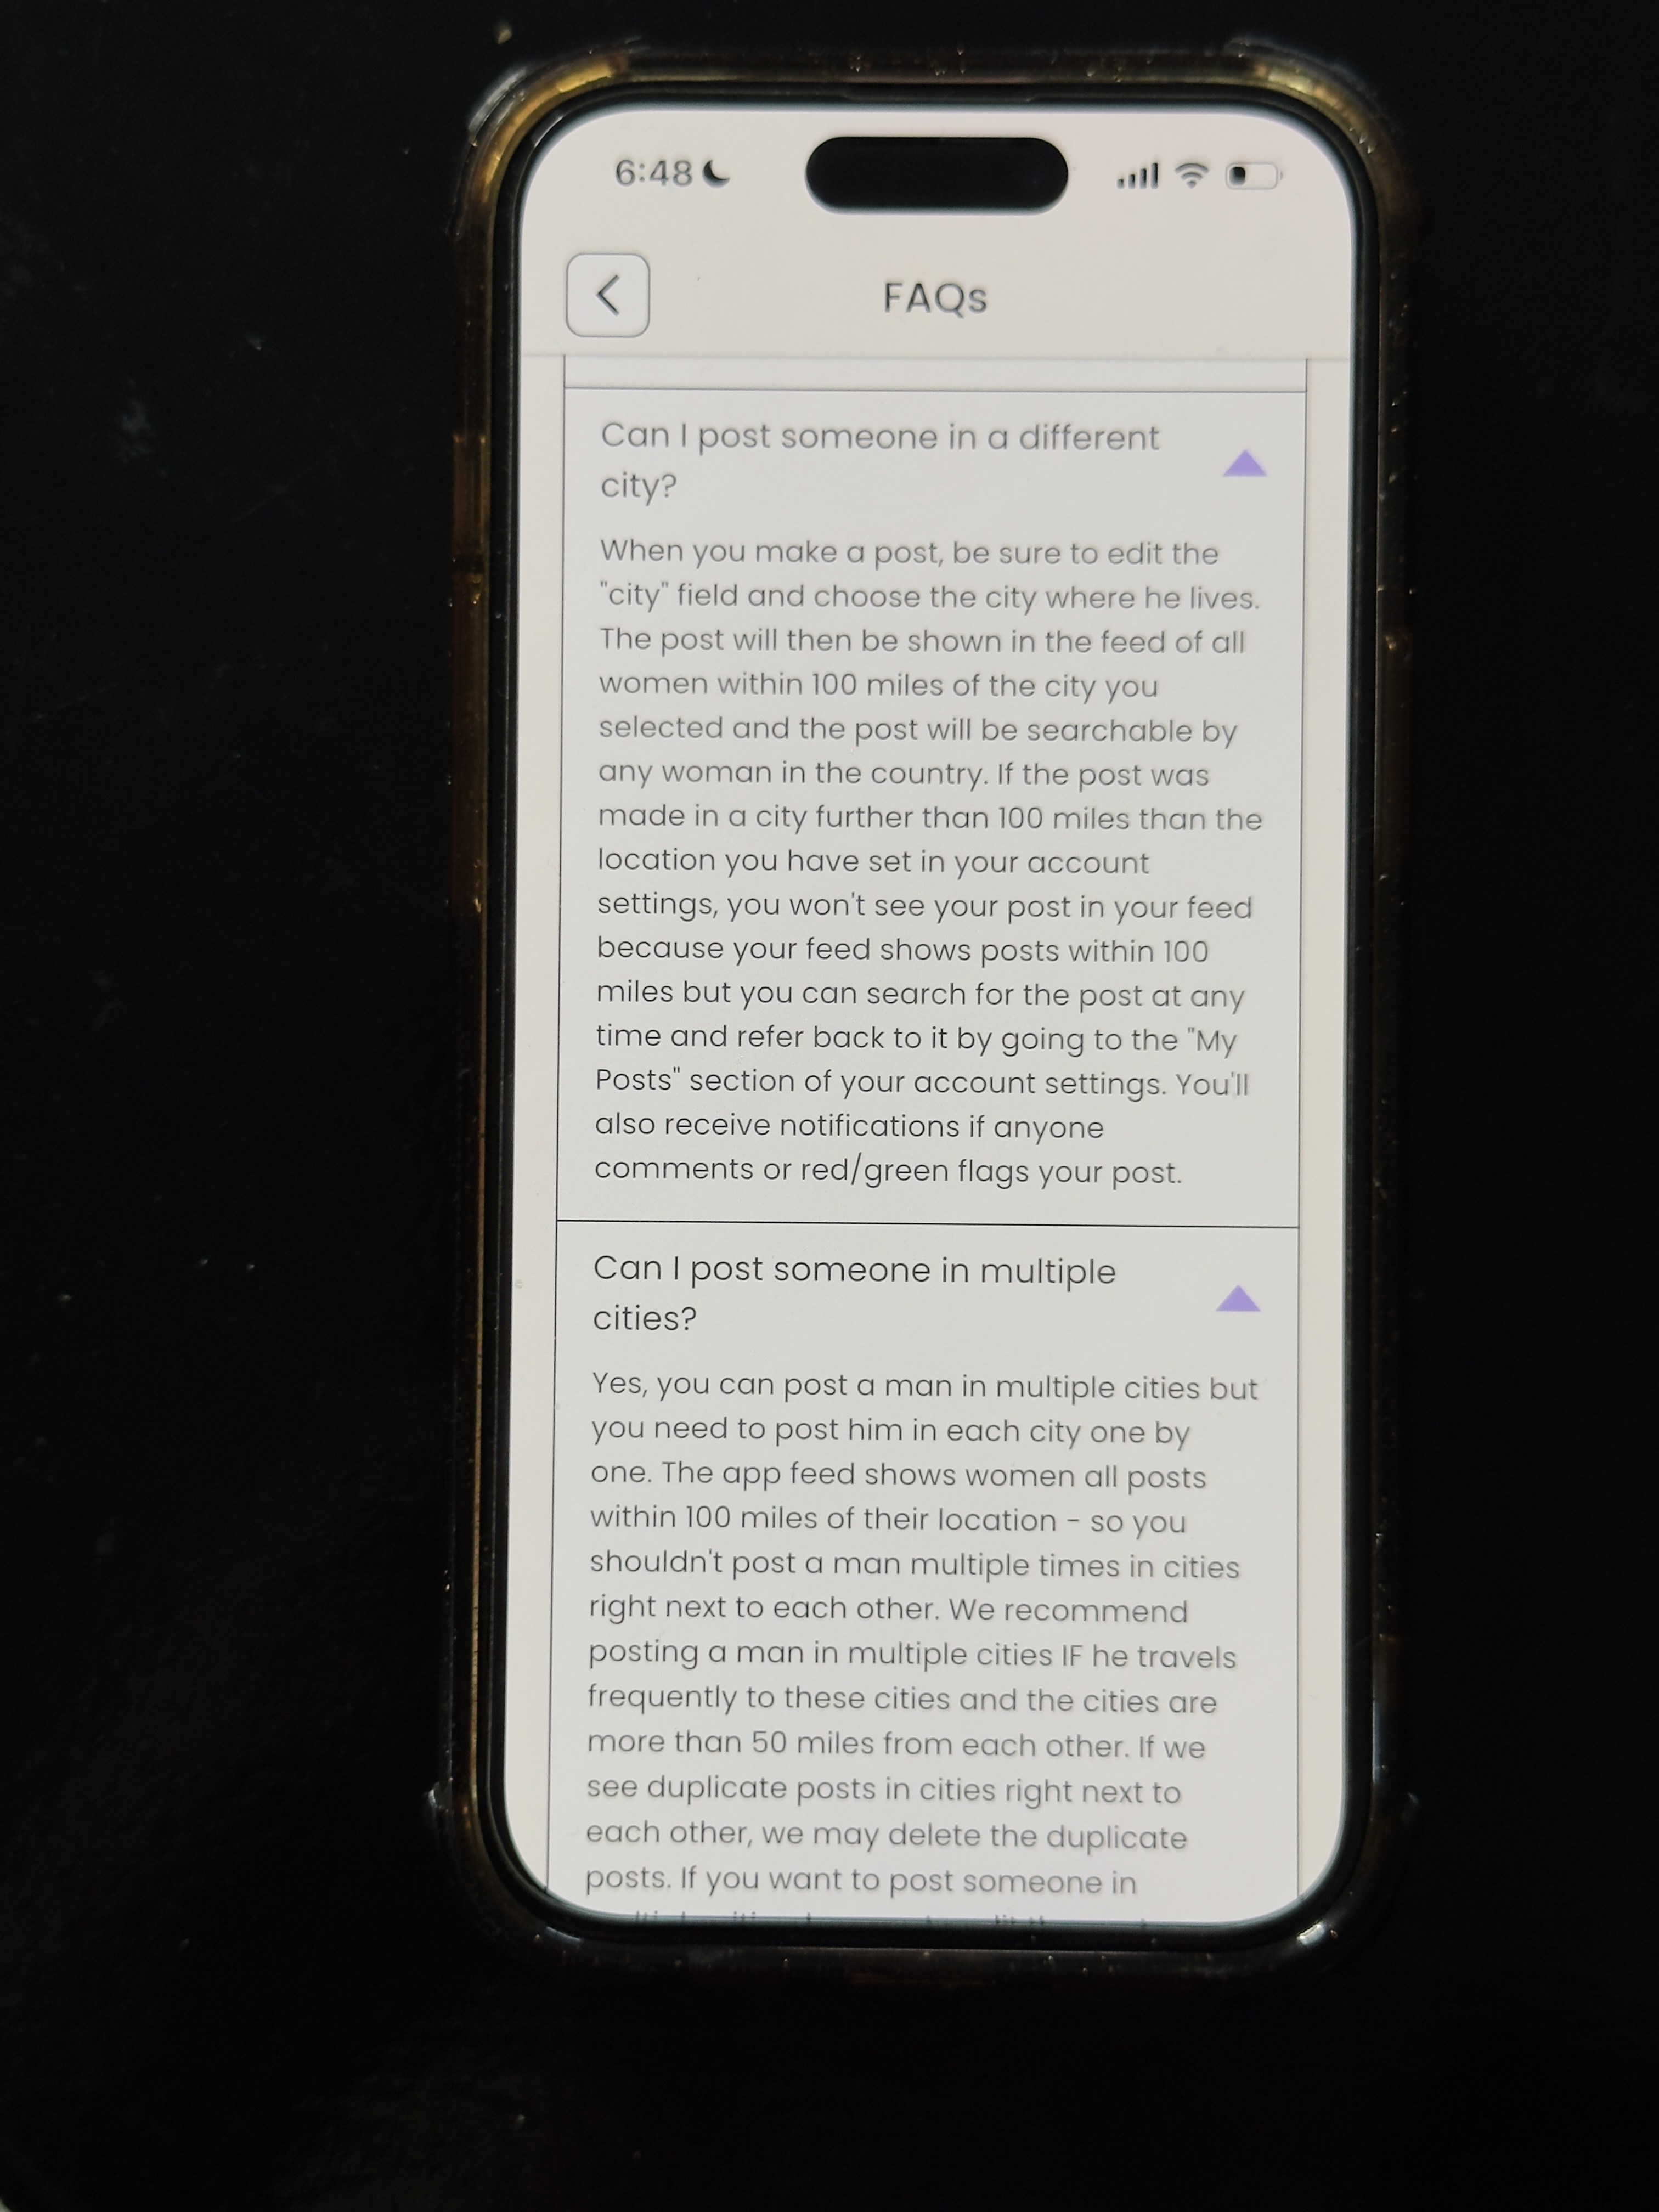 6:48
FAQs
Can I post someone in a different
city?
When you make a post, be sure to edit the
"city" field and choose the city where he lives.
The post will then be shown in the feed of all
women within 100 miles of the city you
selected and the post will be searchable by
any woman in the country. If the post was
made in a city further than 100 miles than the
location you have set in your account
settings, you won't see your post in your feed
because your feed shows posts within 100
miles but you can search for the post at any
time and refer back to it by going to the "My
Posts" section of your account settings. You'll
also receive notifications if anyone
comments or red/green flags your post.
Can I post someone in multiple
cities?
Yes, you can post a man in multiple cities but
you need to post him in each city one by
one. The app feed shows women all posts
within 100 miles of their location - so you
shouldn't post a man multiple times in cities
right next to each other. We recommend
posting a man in multiple cities IF he travels
frequently to these cities and the cities are
more than 50 miles from each other. If we
see duplicate posts in cities right next to
each other, we may delete the duplicate
posts. If you want to post someone in